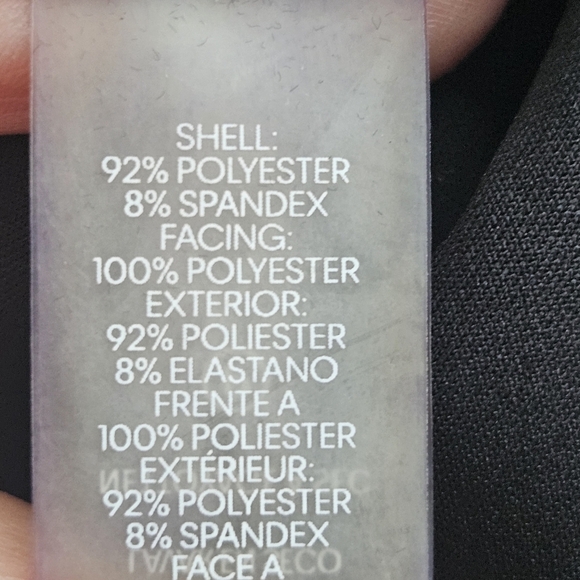 SHELL:
92% POLYESTER
8% SPANDEX
FACING:
100% POLYESTER
EXTERIOR:
92% POLIESTER
8% ELASTANO
FRENTE A
100% POLIESTER
EXTÉRIEUR:
92% POLYESTER
8% SPANDEX
FACE A